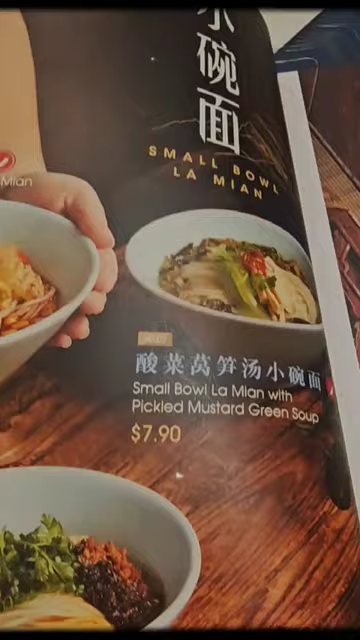 小碗面
SMALL BOWL
LA MIAN
Mian
酸菜莴笋汤小碗面
Small Bowl La Mian with
Pickled Mustard Green Soup
$7.90